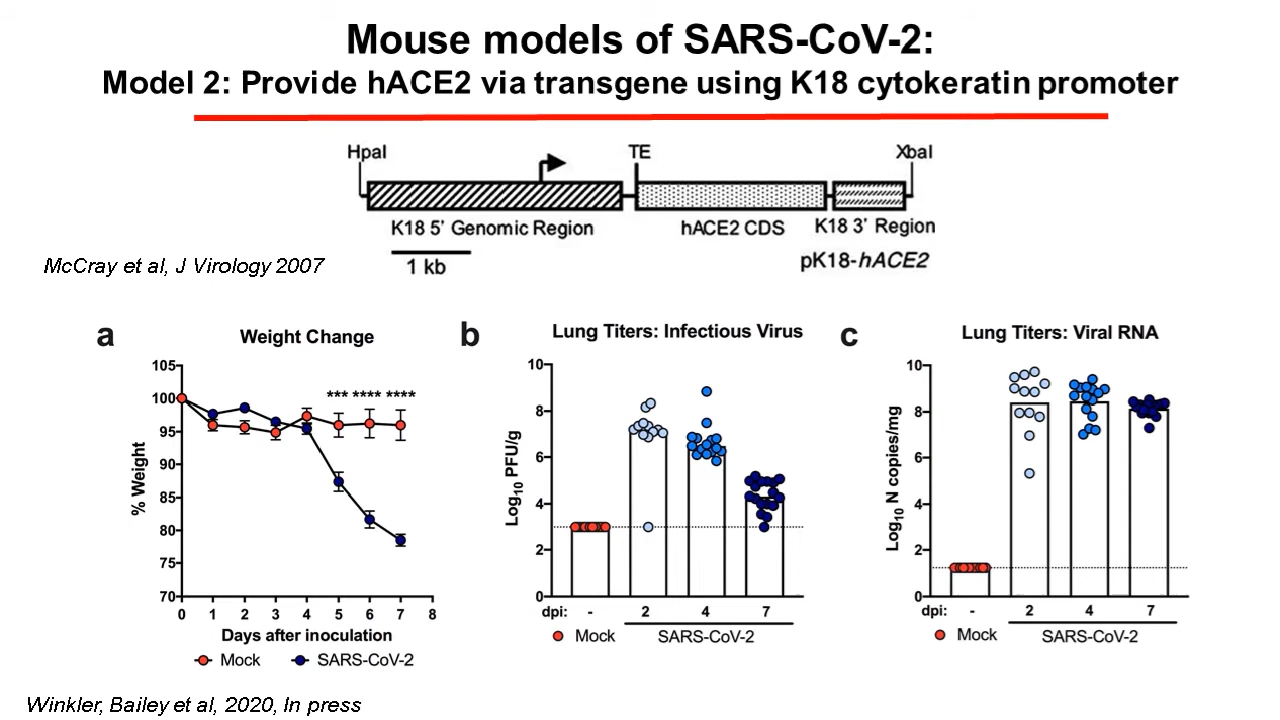 Mouse models of SARS-CoV-2:
Model 2: Provide hACE2 via transgene using K18 cytokeratin promoter
HpaI TE XbaI
K18 5' Genomic Region hACE2 CDS K18 3' Region
1 kb pK18-hACE2
McCray et al, J Virology 2007
a Weight Change
% Weight
105
100
95
90
85
80
75
70
*** **** ****
0 1 2 3 4 5 6 7 8
Days after inoculation
Mock SARS-CoV-2
b Lung Titers: Infectious Virus
Log10 PFU/g
10
8
6
4
2
0
dpi: - 2 4 7
Mock SARS-CoV-2
c Lung Titers: Viral RNA
Log10 N copies/mg
10
8
6
4
2
0
dpi: - 2 4 7
Mock SARS-CoV-2
Winkler, Bailey et al, 2020, In press